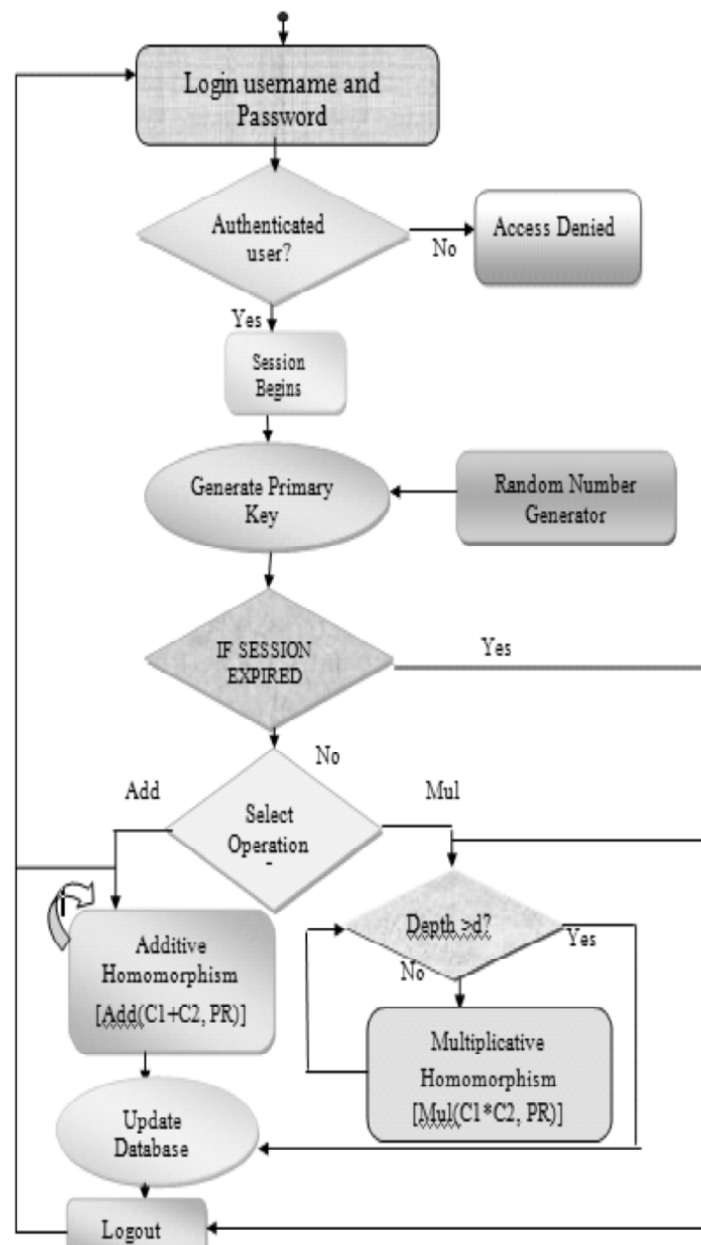 Login username and
Password
Authenticated
user?
No
Access Denied
Yes
Session
Begins
Generate Primary
Key
Random Number
Generator
IF SESSION
EXPIRED
Yes
No
Add
Select
Operation
-
Mul
Depth >d?
Yes
No
Additive
Homomorphism
[Add(C1+C2, PR)]
Multiplicative
Homomorphism
[Mul(C1*C2, PR)]
Update
Database
Logout